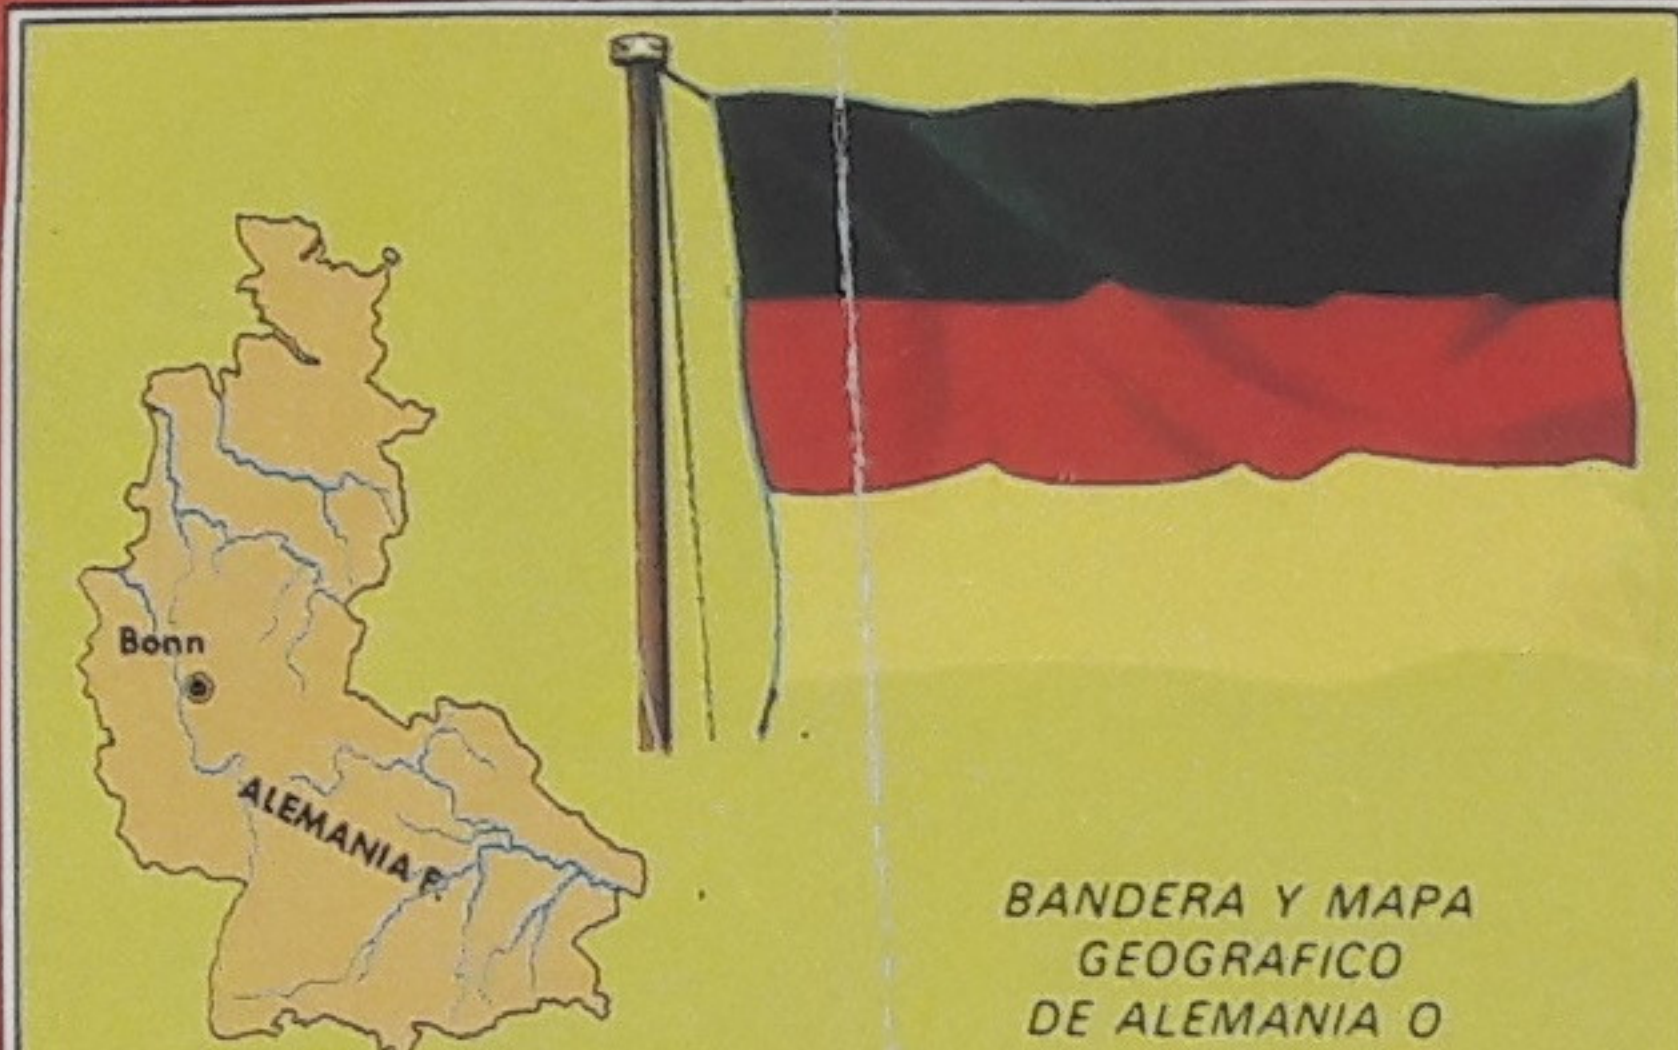 Bonn
ALEMANIA F.
BANDERA Y MAPA
GEOGRAFICO
DE ALEMANIA O